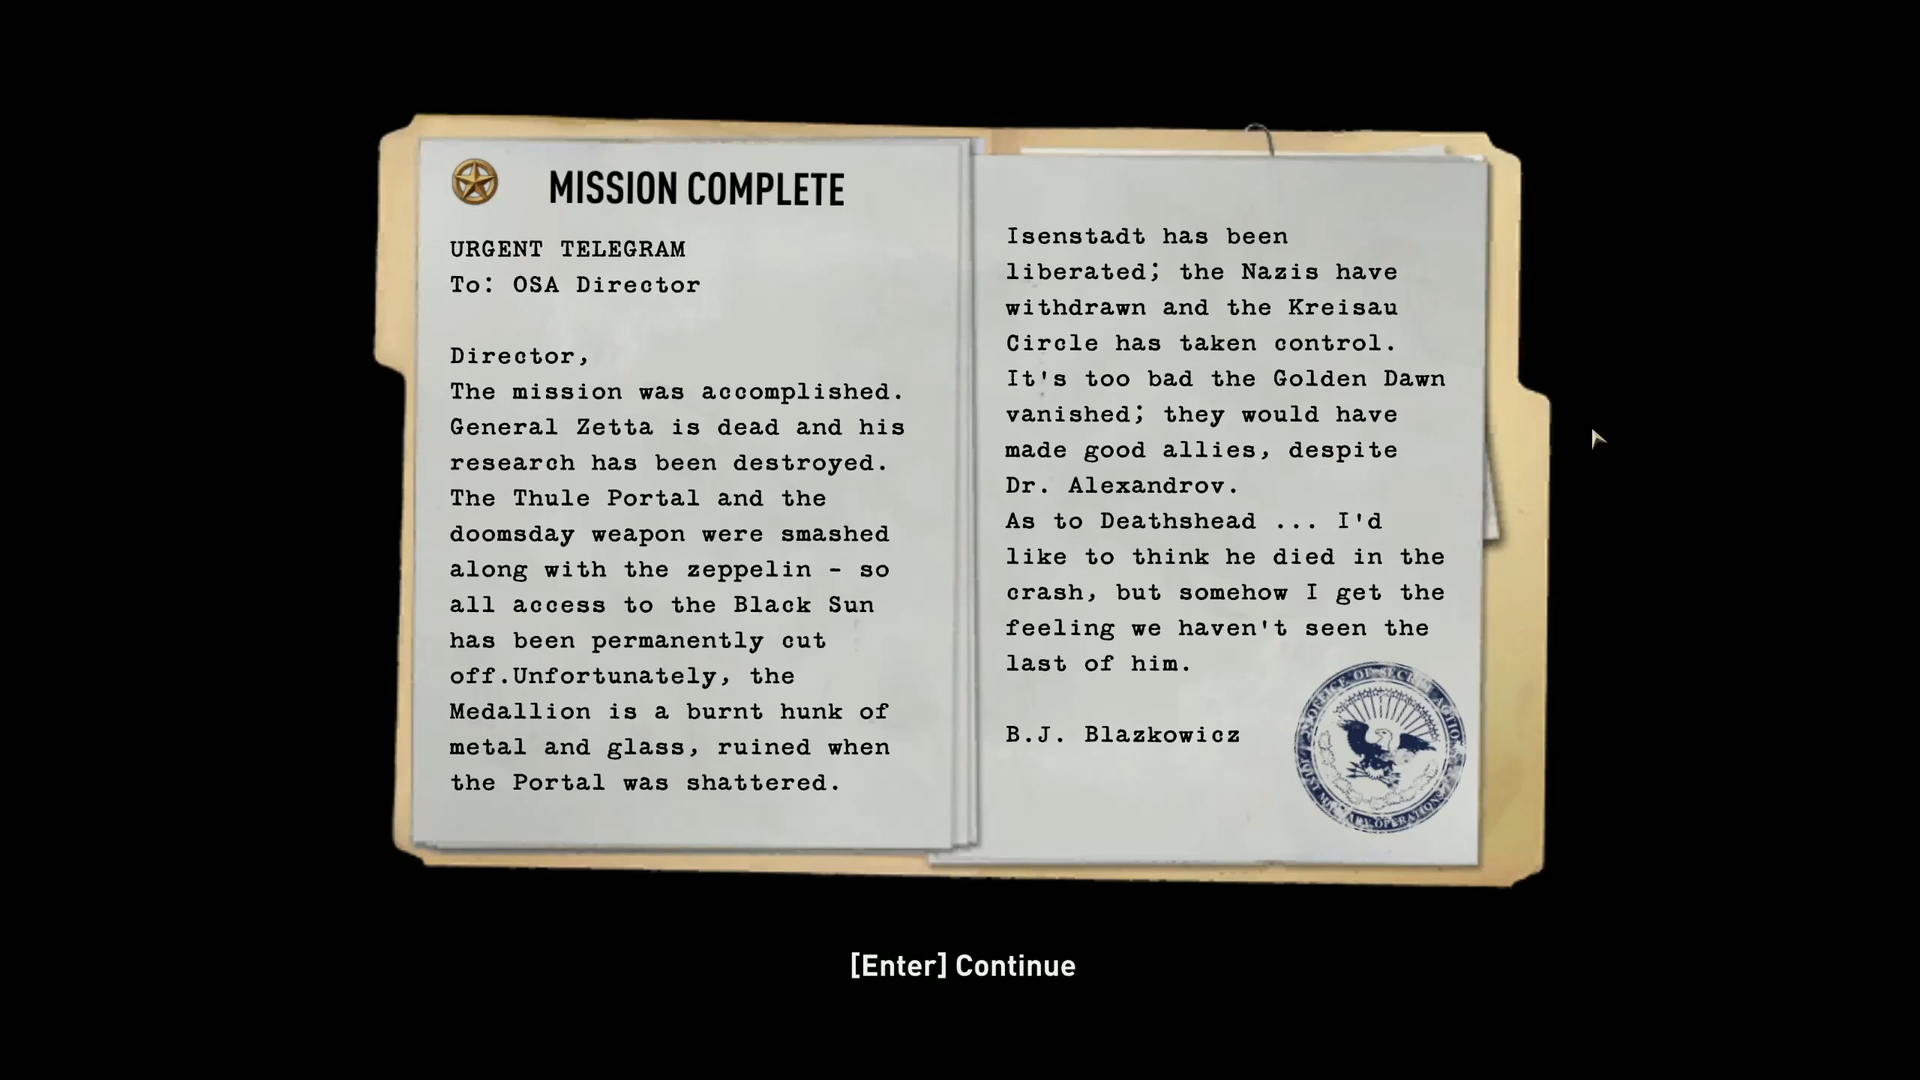 MISSION COMPLETE
URGENT TELEGRAM
To: OSA Director
Director,
The mission was accomplished.
General Zetta is dead and his
research has been destroyed.
The Thule Portal and the
doomsday weapon were smashed
along with the zeppelin - so
all access to the Black Sun
has been permanently cut
off.Unfortunately, the
Medallion is a burnt hunk of
metal and glass, ruined when
the Portal was shattered.
Isenstadt has been
liberated; the Nazis have
withdrawn and the Kreisau
Circle has taken control.
It's too bad the Golden Dawn
vanished; they would have
made good allies, despite
Dr. Alexandrov.
As to Deathshead ... I'd
like to think he died in the
crash, but somehow I get the
feeling we haven't seen the
last of him.
B.J. Blazkowicz
OFFICE OF SECRET ACTIONS
OPERATIONS
[Enter] Continue